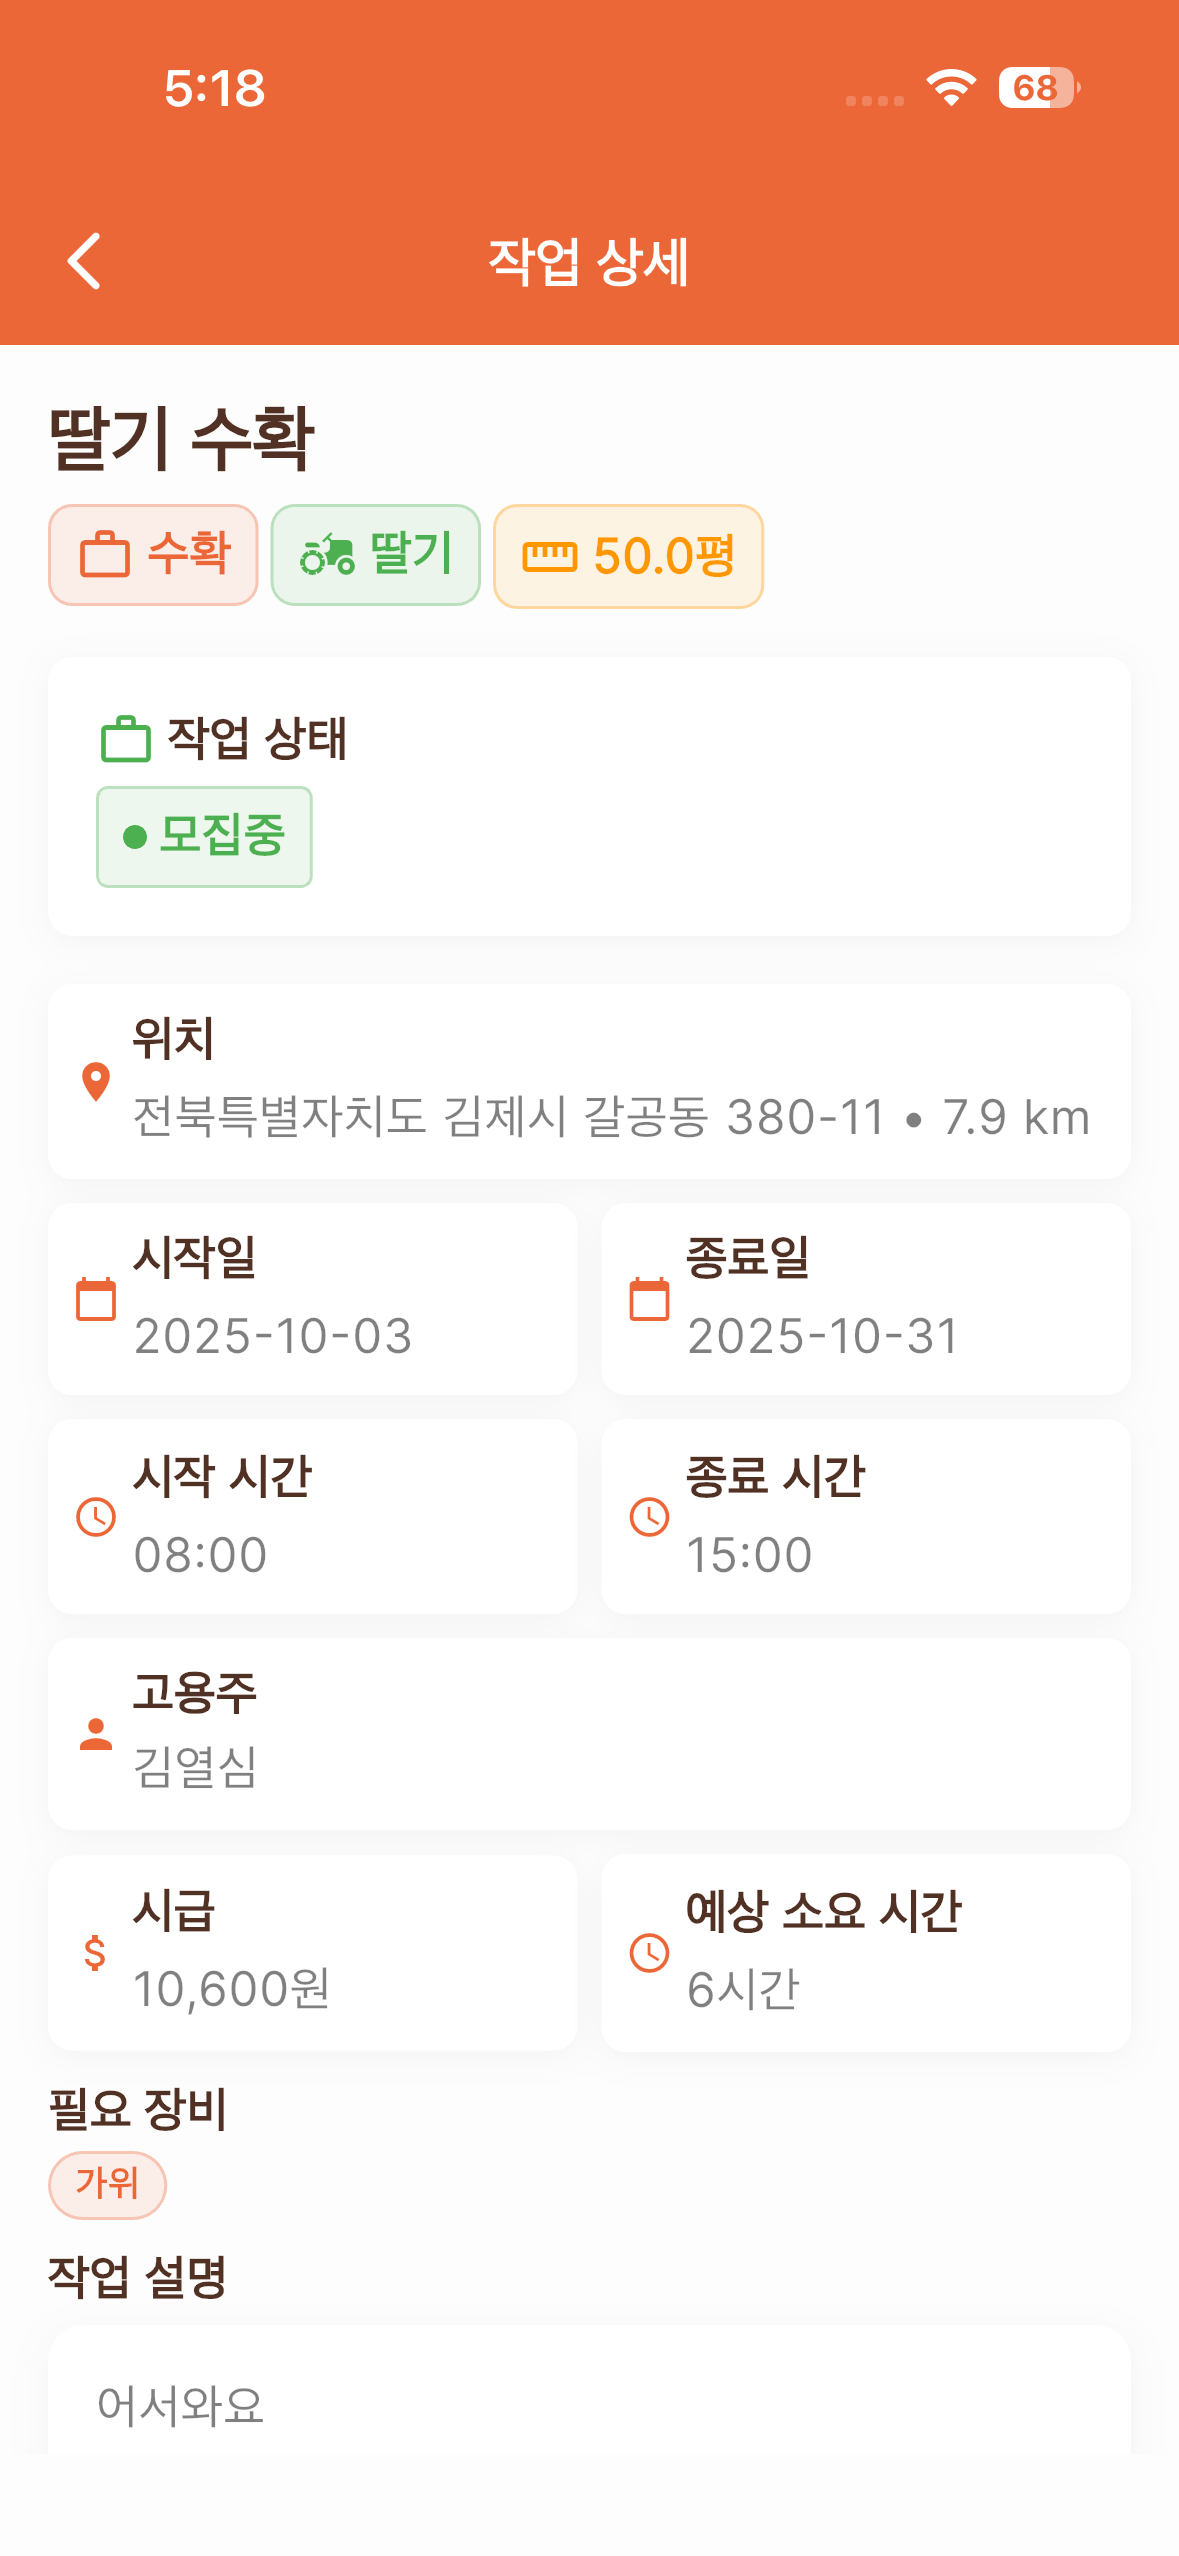 5:18
68
작업 상세
딸기 수확
수확 딸기 50.0평
작업 상태
모집중
위치
전북특별자치도 김제시 갈공동 380-11 • 7.9 km
시작일 종료일
2025-10-03 2025-10-31
시작 시간 종료 시간
08:00 15:00
고용주
김열심
시급 예상 소요 시간
10,600원 6시간
필요 장비
가위
작업 설명
어서와요